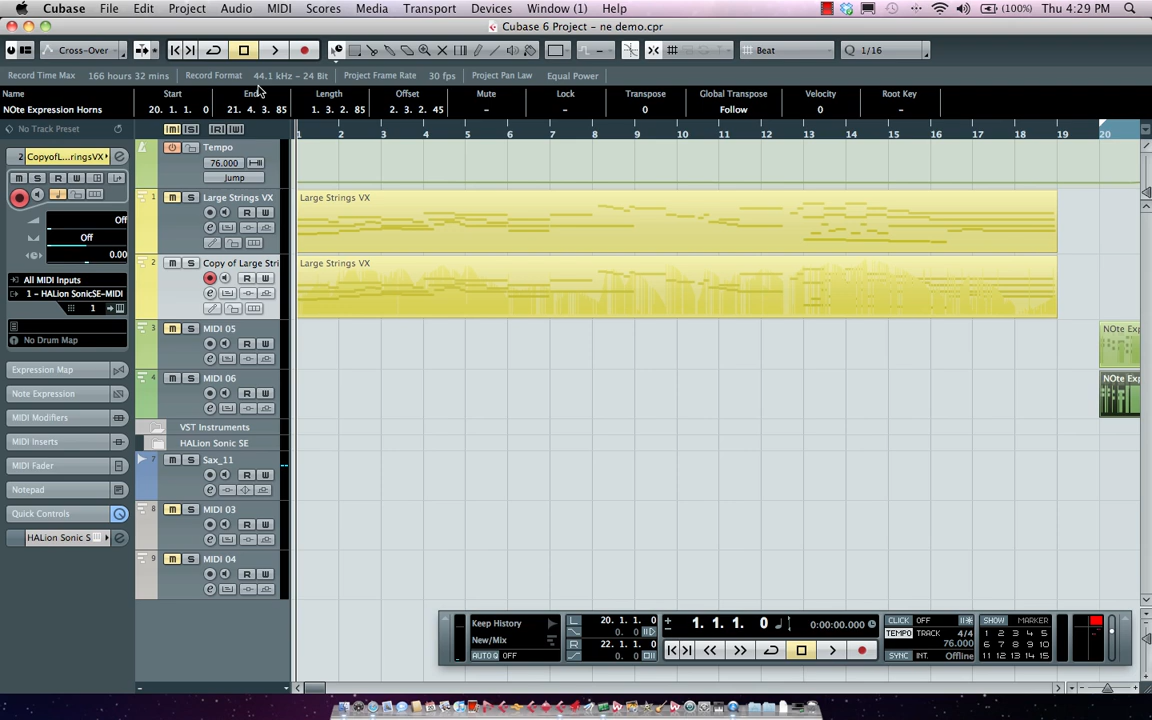 Cubase File Edit Project Audio MIDI Scores Media Transport Devices Window (1) Help (100%) Thu 4:29 PM
Cubase 6 Project - ne demo.cpr
Cross-Over Beat 1/16
Record Time Max 166 hours 32 mins Record Format 44.1 kHz - 24 Bit Project Frame Rate 30 fps Project Pan Law Equal Power
Name Start End Length Offset Mute Lock Transpose Global Transpose Velocity Root Key
NOte Expression Horns 20. 1. 1. 0 21. 4. 3. 85 1. 3. 2. 85 2. 3. 2. 45 - - 0 Follow 0 -
No Track Preset
1 2 3 4 5 6 7 8 9 10 11 12 13 14 15 16 17 18 19 20
Tempo
76.000
Jump
2 CopyofL...ringsVX
m S R W
Off
Off
0.00
All MIDI Inputs
1 - HALion SonicSE-MIDI
1
No Drum Map
Expression Map
Note Expression
MIDI Modifiers
MIDI Inserts
MIDI Fader
Notepad
Quick Controls
HALion Sonic S
1 m S Large Strings VX
R W
Large Strings VX
2 m S Copy of Large Stri
R W
Large Strings VX
3 m S MIDI 05
R W
NOte Exp
4 m S MIDI 06
R W
NOte Exp
VST Instruments
HALion Sonic SE
7 m S Sax_11
R W
8 m S MIDI 03
R W
9 m S MIDI 04
R W
Keep History
New/Mix
AUTO Q OFF
L 20. 1. 1. 0
0. 0
R 22. 1. 1. 0
0. 0
1. 1. 1. 0 0:00:00.000
CLICK OFF
TEMPO TRACK 4/4
76.000
SYNC INT. Offline
SHOW MARKER
1 2 3 4 5
6 7 8 9 10
11 12 13 14 15